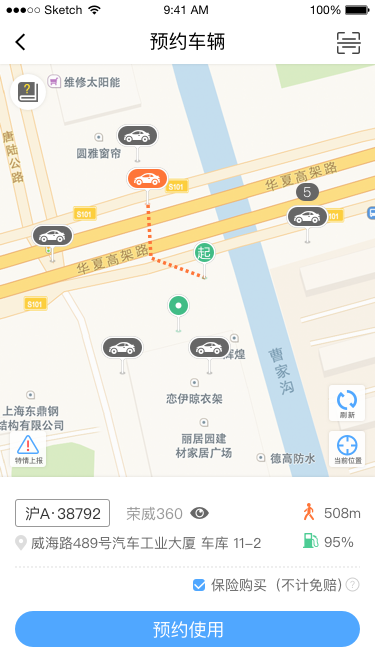 ●●●○○ Sketch 9:41 AM 100%
预约车辆
?
维修太阳能
圆雅窗帘
唐陆公路
S101
华夏高架路
5
S101
S101
华夏高架路
起
S101
辉煌
曹家沟
恋伊晾衣架
上海东鼎钢
结构有限公司
刷新
丽居园建
材家居广场
特情上报
德高防水
当前位置
沪A·38792 荣威360 508m
威海路489号汽车工业大厦 车库 11-2 95%
保险购买（不计免赔） ?
预约使用